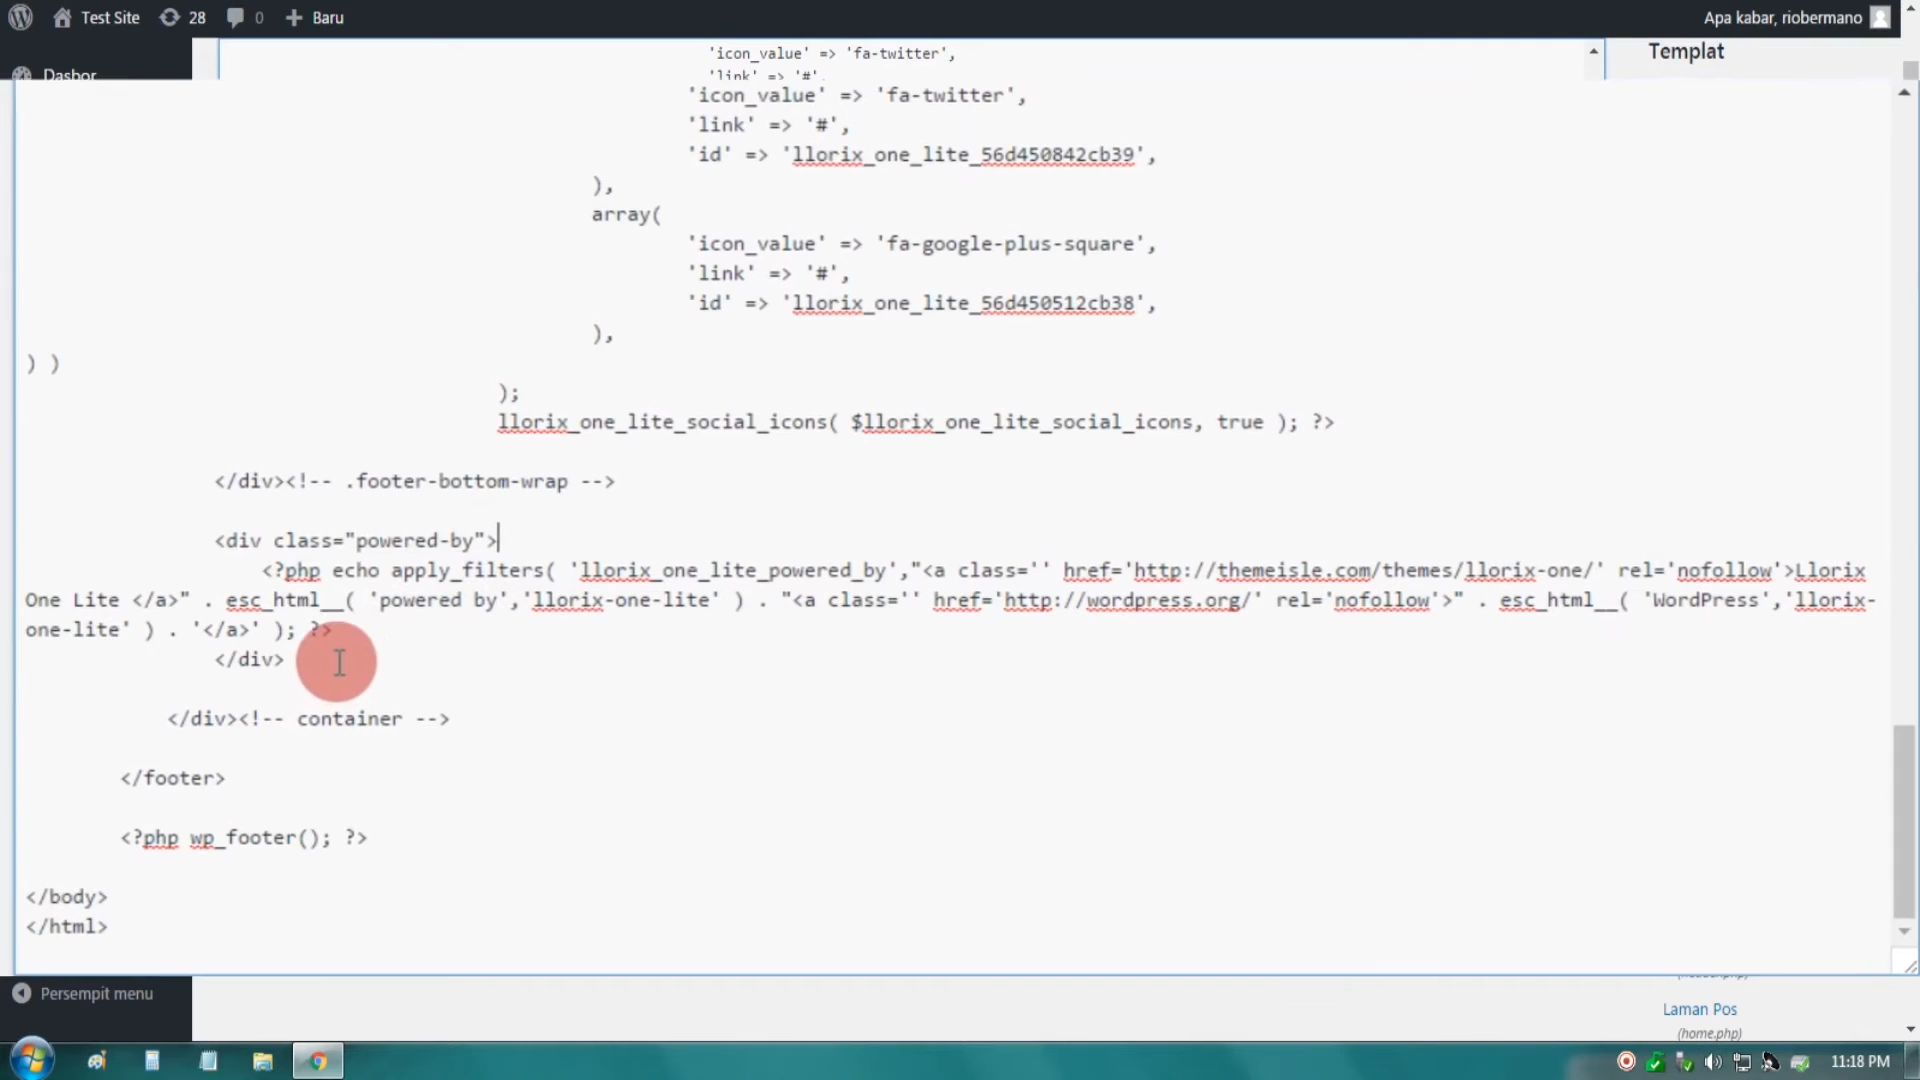 Test Site 28 0 Baru Apa kabar, riobermano
'icon_value' => 'fa-twitter', Templat
Dasbor 'link' => '#',
'icon_value' => 'fa-twitter',
'link' => '#',
'id' => 'llorix_one_lite_56d450842cb39',
),
array(
'icon_value' => 'fa-google-plus-square',
'link' => '#',
'id' => 'llorix_one_lite_56d450512cb38',
),
) )
);
llorix_one_lite_social_icons( $llorix_one_lite_social_icons, true ); ?>
</div><!-- .footer-bottom-wrap -->
<div class="powered-by">
<?php echo apply_filters( 'llorix_one_lite_powered_by',"<a class='' href='http://themeisle.com/themes/llorix-one/' rel='nofollow'>Llorix
One Lite </a>" . esc_html__( 'powered by','llorix-one-lite' ) . "<a class='' href='http://wordpress.org/' rel='nofollow'>" . esc_html__( 'WordPress','llorix-
one-lite' ) . '</a>' ); ?>
</div>
</div><!-- container -->
</footer>
<?php wp_footer(); ?>
</body>
</html>
Persempit menu
Laman Pos
(home.php)
11:18 PM